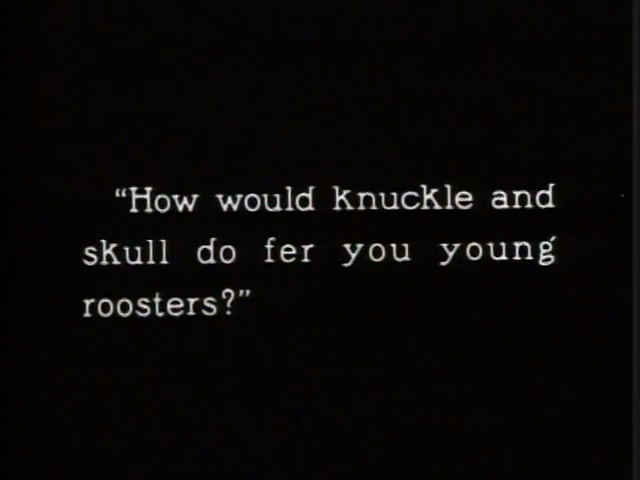 “How would knuckle and
skull do fer you young
roosters?”